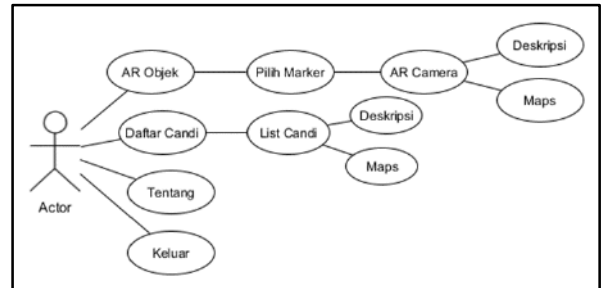 Deskripsi
AR Objek
Pilih Marker
AR Camera
Maps
Deskripsi
Daftar Candi
List Candi
Maps
Tentang
Actor
Keluar